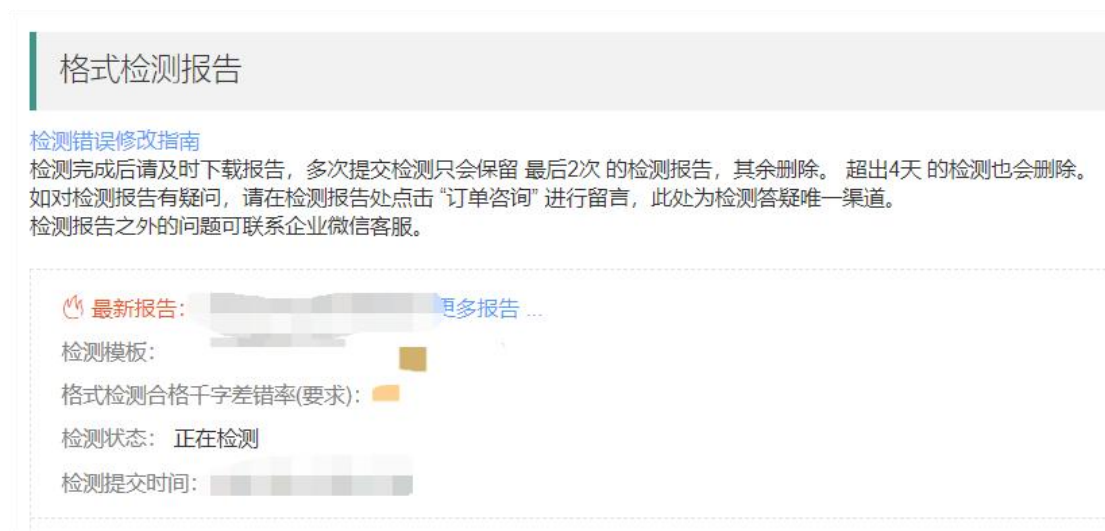 格式检测报告
检测错误修改指南
检测完成后请及时下载报告，多次提交检测只会保留 最后2次 的检测报告，其余删除。 超出4天 的检测也会删除。
如对检测报告有疑问，请在检测报告处点击 “订单咨询” 进行留言，此处为检测答疑唯一渠道。
检测报告之外的问题可联系企业微信客服。
最新报告： 更多报告 ...
检测模板：
格式检测合格千字差错率(要求)：
检测状态： 正在检测
检测提交时间：